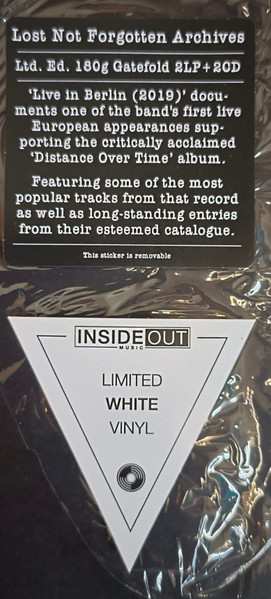 Lost Not Forgotten Archives
Ltd. Ed. 180g Gatefold 2LP+2CD
'Live in Berlin (2019)' docu-
ments one of the band's first live
European appearances sup-
porting the critically acclaimed
'Distance Over Time' album.
Featuring some of the most
popular tracks from that record
as well as long-standing entries
from their esteemed catalogue.
This sticker is removable
INSIDEOUT
MUSIC
LIMITED
WHITE
VINYL